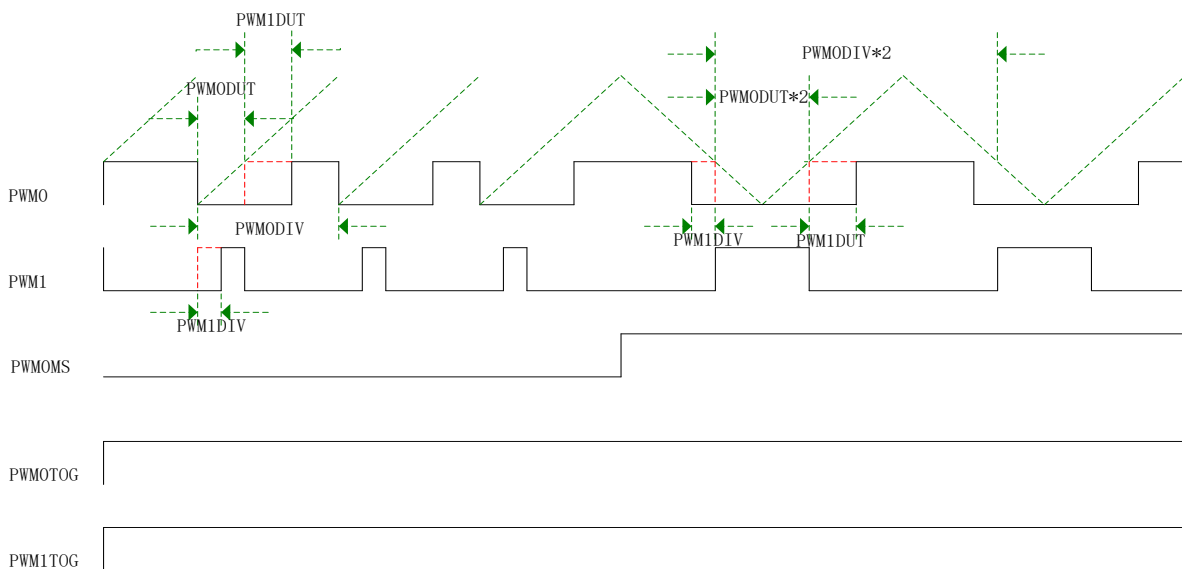 PWM1DUT
PWM0DIV*2
PWM0DUT
PWM0DUT*2
PWM0
PWM0DIV
PWM1DIV
PWM1DUT
PWM1
PWM1DIV
PWM0MS
PWM0TOG
PWM1TOG